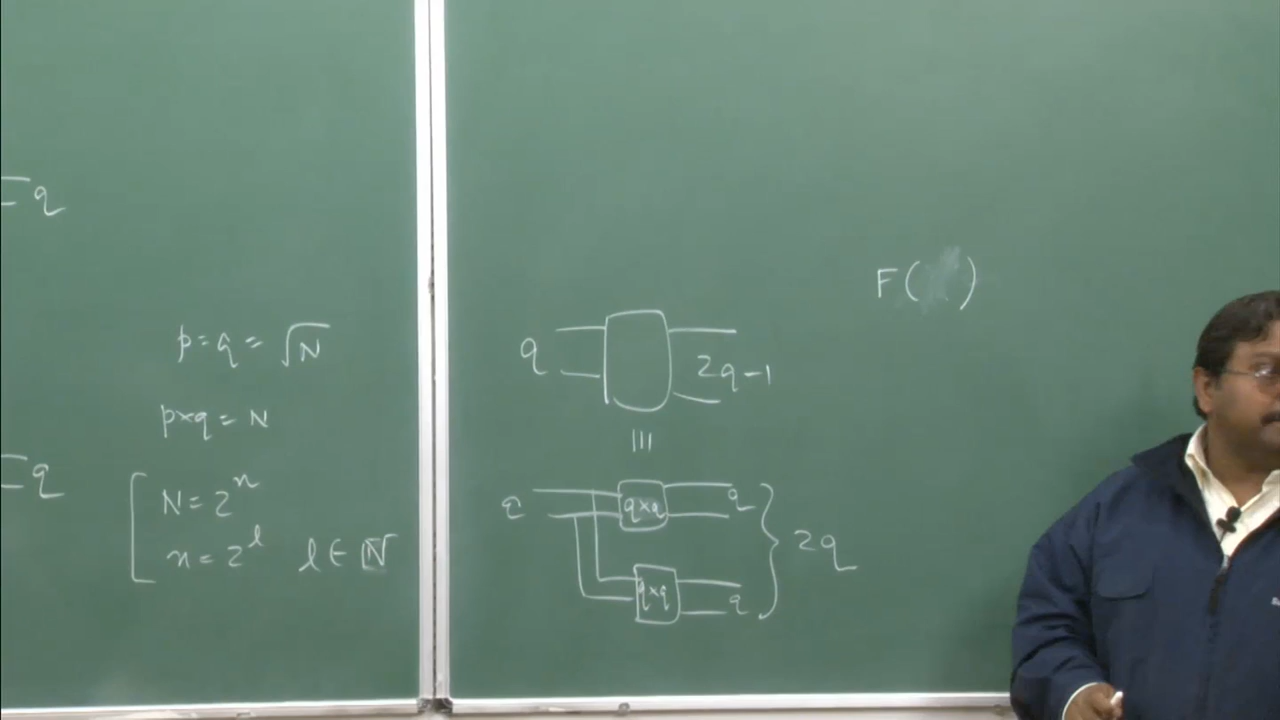 q
q
p = q = √N
p×q = N
N = 2^n
n = 2^l l ∈ ℕ
F( )
q 2q-1
≡
q q×q q
q×q q
2q